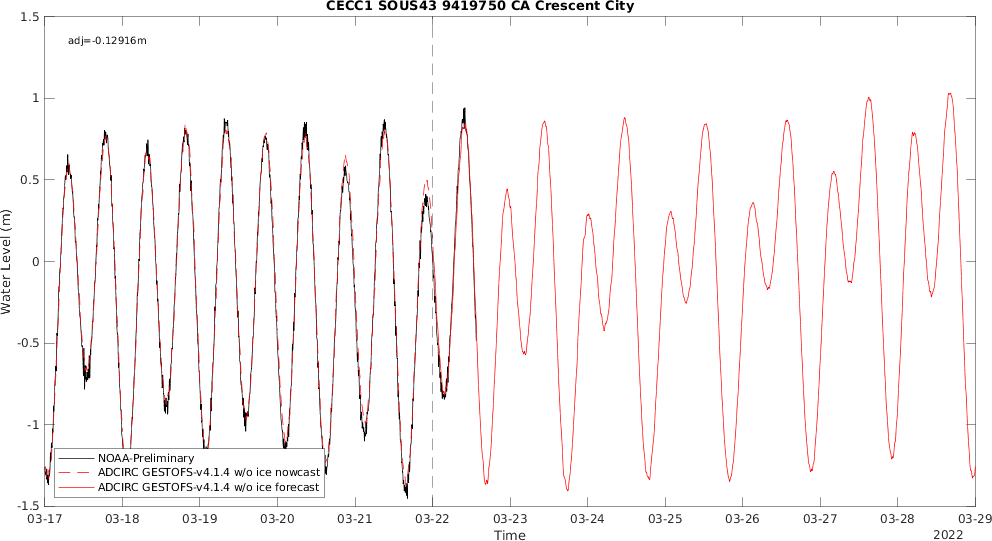 CECC1 SOUS43 9419750 CA Crescent City
adj=-0.12916m
1.5
1
0.5
0
-0.5
-1
-1.5
Water Level (m)
NOAA-Preliminary
ADCIRC GESTOFS-v4.1.4 w/o ice nowcast
ADCIRC GESTOFS-v4.1.4 w/o ice forecast
03-17 03-18 03-19 03-20 03-21 03-22 03-23 03-24 03-25 03-26 03-27 03-28 03-29
Time
2022